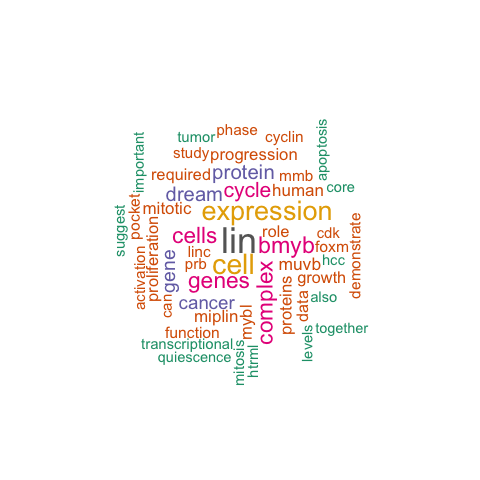 phase
tumor
cyclin
apoptosis
important
study
progression
required
protein
mmb
dream
cycle
human
core
pocket
mitotic
expression
suggest
cells
lin
role
cdk
bmyb
foxm
demonstrate
proliferation
activation
gene
linc
prb
cell
muvb
hcc
can
genes
complex
growth
cancer
proteins
data
also
miplin
mybl
function
together
transcriptional
levels
quiescence
mitosis
html